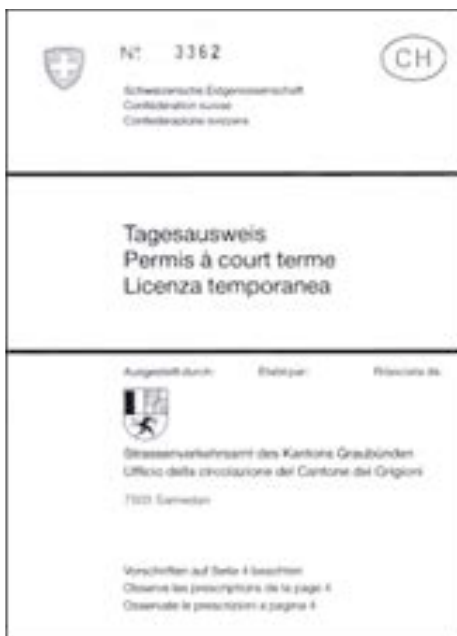 Nº 3362
CH
Schweizerische Eidgenossenschaft
Confédération suisse
Confederazione svizzera
Tagesausweis
Permis à court terme
Licenza temporanea
Ausgestellt durch: Etabli par: Rilasciata da:
Strassenverkehrsamt des Kantons Graubünden
Ufficio della circolazione del Cantone dei Grigioni
7503 Samedan
Vorschriften auf Seite 4 beachten
Observer les prescriptions de la page 4
Osservate le prescrizioni a pagina 4